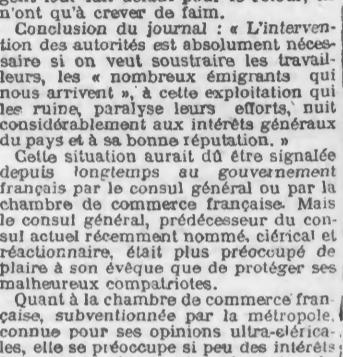 n'ont qu'à crever de faim.
Conclusion du journal : « L'interven-
tion des autorités est absolument néces-
saire si on veut soustraire les travail-
leurs, les « nombreux émigrants qui
nous arrivent », à cette exploitation qui
les ruine, paralyse leurs efforts, nuit
considérablement aux intérêts généraux
du pays et à sa bonne réputation. »
Cette situation aurait dû être signalée
depuis longtemps au gouvernement
français par le consul général ou par la
chambre de commerce française. Mais
le consul général, prédécesseur du con-
sul actuel récemment nommé, clérical et
réactionnaire, était plus préoccupé de
plaire à son évêque que de protéger ses
malheureux compatriotes.
Quant à la chambre de commerce fran-
çaise, subventionnée par la métropole,
connue pour ses opinions ultra-clérica-
les, elle se préoccupe si peu des intérêts